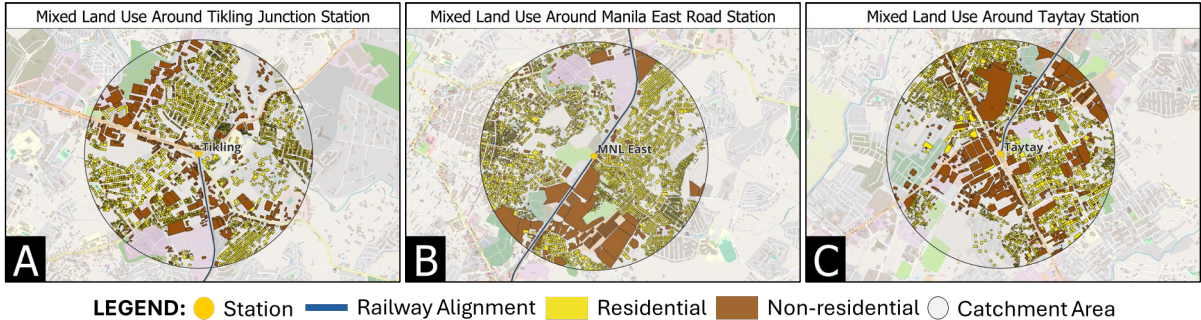 Mixed Land Use Around Tikling Junction Station
Mixed Land Use Around Manila East Road Station
Mixed Land Use Around Taytay Station
Tikling
MNL East
Taytay
A
B
C
LEGEND: Station Railway Alignment Residential Non-residential Catchment Area